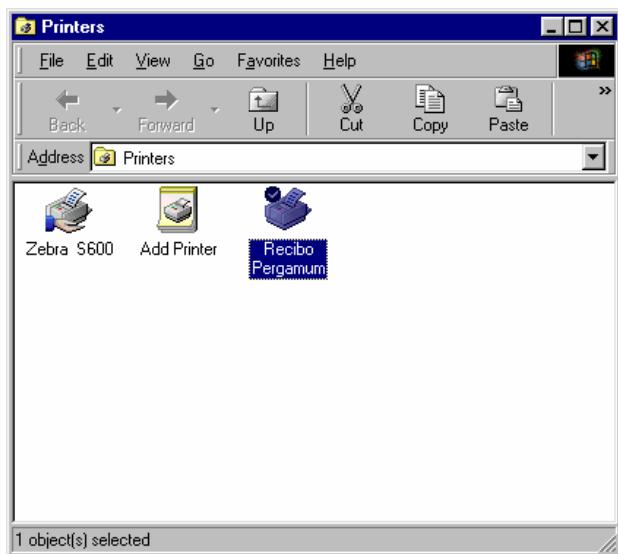 Printers
File Edit View Go Favorites Help
Back Forward Up Cut Copy Paste »
Address Printers
Zebra S600 Add Printer Recibo
Pergamum
1 object(s) selected